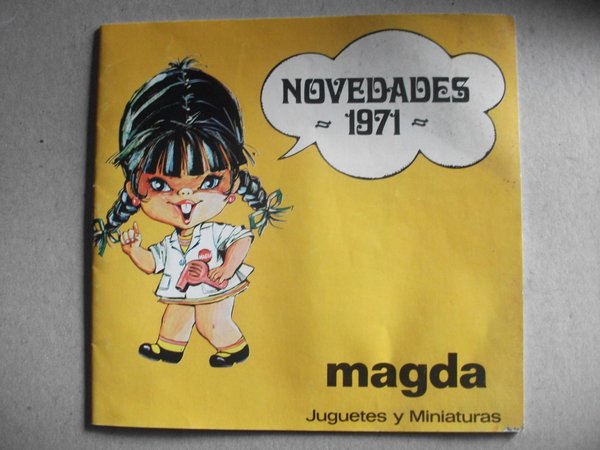 NOVEDADES
~ 1971 ~
magda
Juguetes y Miniaturas